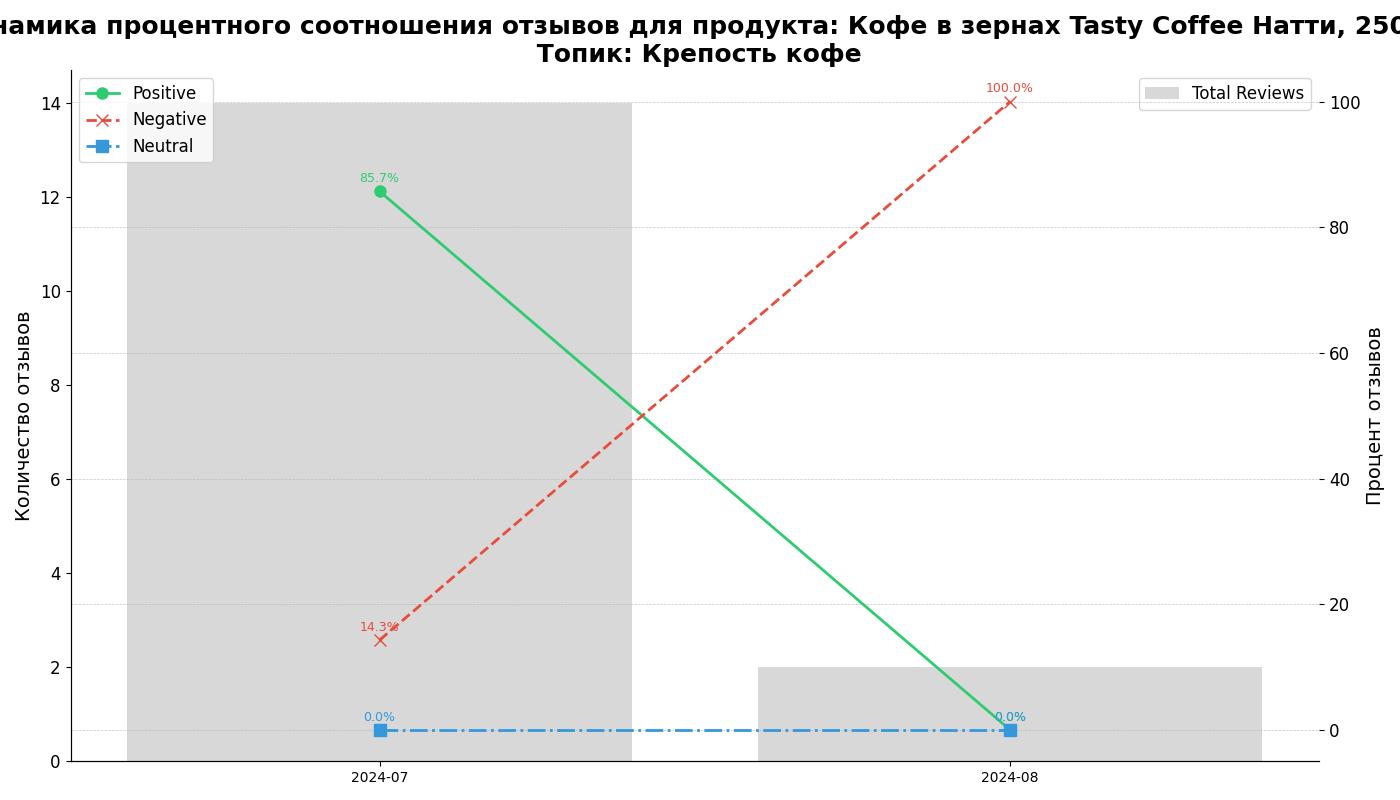 намика процентного соотношения отзывов для продукта: Кофе в зернах Tasty Coffee Натти, 250
Топик: Крепость кофе
Positive
Negative
Neutral
Total Reviews
Количество отзывов
14
12
10
8
6
4
2
0
100.0%
85.7%
14.3%
0.0%
0.0%
100
80
60
40
20
0
Процент отзывов
2024-07
2024-08